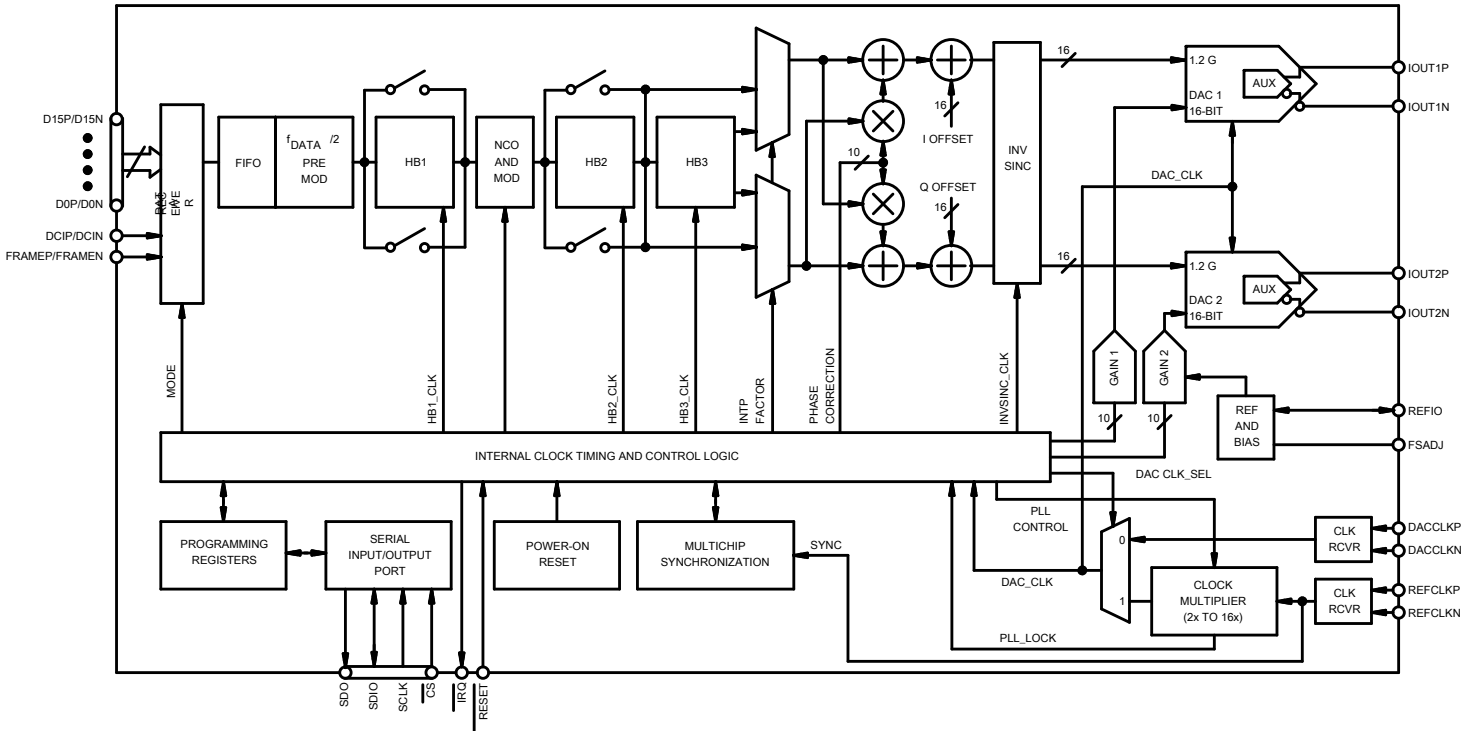 D15P/D15N
D0P/D0N
DCIP/DCIN
FRAMEP/FRAMEN
DATA
RECEIVER
FIFO
fDATA /2
PRE
MOD
HB1
NCO
AND
MOD
HB2
HB3
10
16
I OFFSET
Q OFFSET
16
INV
SINC
16
16
1.2 G
DAC 1
16-BIT
AUX
IOUT1P
IOUT1N
DAC_CLK
1.2 G
DAC 2
16-BIT
AUX
IOUT2P
IOUT2N
MODE
HB1_CLK
HB2_CLK
HB3_CLK
INTP
FACTOR
PHASE
CORRECTION
INVSINC_CLK
GAIN 1
GAIN 2
10
10
REF
AND
BIAS
REFIO
FSADJ
INTERNAL CLOCK TIMING AND CONTROL LOGIC
DAC CLK_SEL
PROGRAMMING
REGISTERS
SERIAL
INPUT/OUTPUT
PORT
POWER-ON
RESET
MULTICHIP
SYNCHRONIZATION
SYNC
PLL
CONTROL
DAC_CLK
PLL_LOCK
0
1
CLOCK
MULTIPLIER
(2x TO 16x)
CLK
RCVR
CLK
RCVR
DACCLKP
DACCLKN
REFCLKP
REFCLKN
SDO
SDIO
SCLK
CS
IRQ
RESET